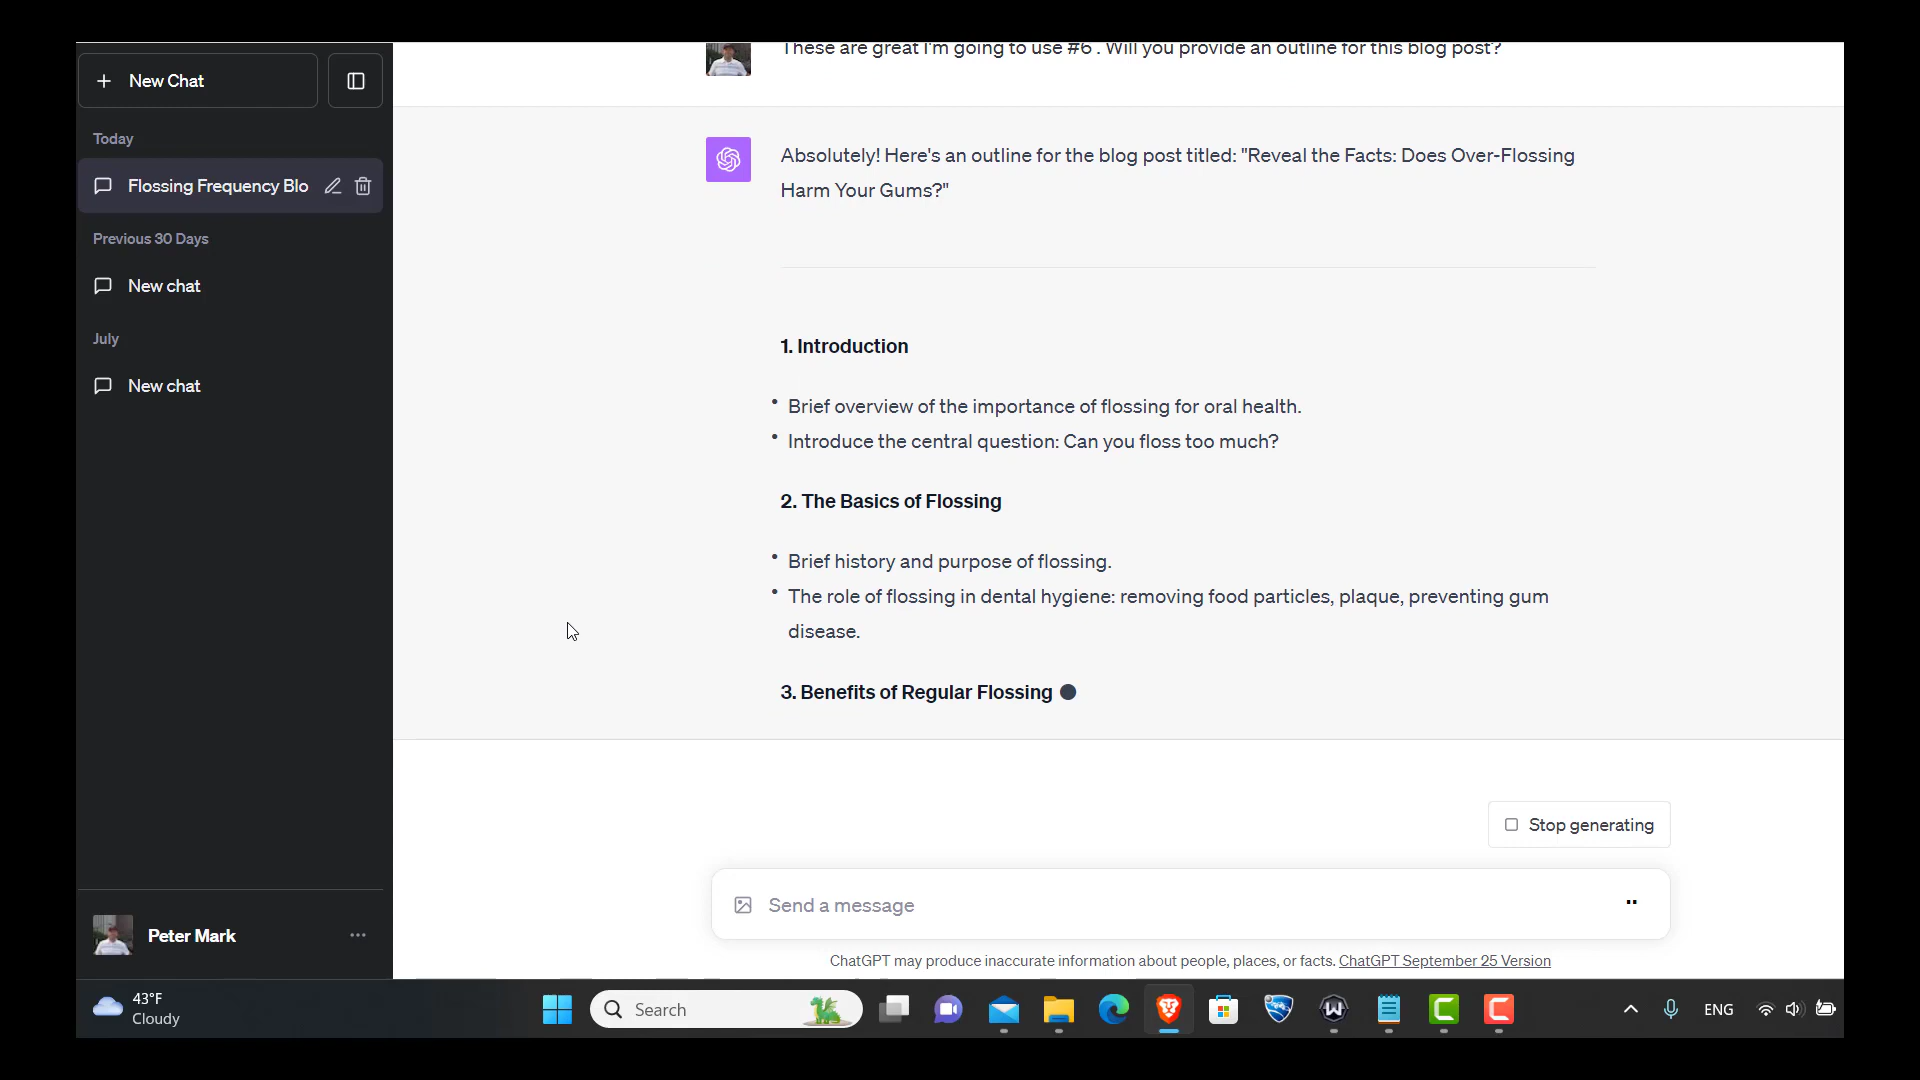 These are great I'm going to use #6 . Will you provide an outline for this blog post?
New Chat
Today
Flossing Frequency Blo
Previous 30 Days
New chat
July
New chat
Peter Mark
Absolutely! Here's an outline for the blog post titled: "Reveal the Facts: Does Over-Flossing
Harm Your Gums?"
1. Introduction
• Brief overview of the importance of flossing for oral health.
• Introduce the central question: Can you floss too much?
2. The Basics of Flossing
• Brief history and purpose of flossing.
• The role of flossing in dental hygiene: removing food particles, plaque, preventing gum
disease.
3. Benefits of Regular Flossing
Stop generating
Send a message
ChatGPT may produce inaccurate information about people, places, or facts. ChatGPT September 25 Version
43°F
Cloudy
Search
W
C
C
ENG